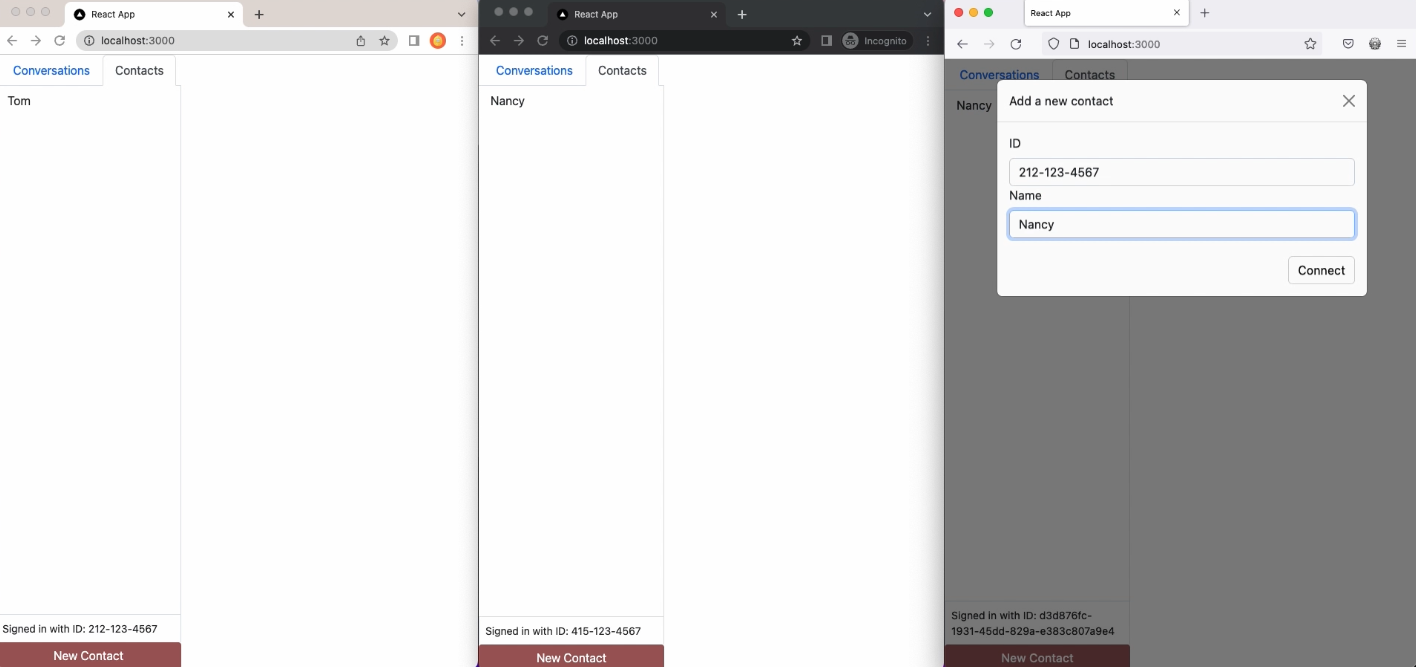 React App
localhost:3000
Conversations
Contacts
Tom
Signed in with ID: 212-123-4567
New Contact
React App
localhost:3000
Incognito
Conversations
Contacts
Nancy
Signed in with ID: 415-123-4567
New Contact
React App
localhost:3000
Conversations
Contacts
Nancy
Add a new contact
ID
212-123-4567
Name
Nancy
Connect
Signed in with ID: d3d876fc-
1931-45dd-829a-e383c807a9e4
New Contact